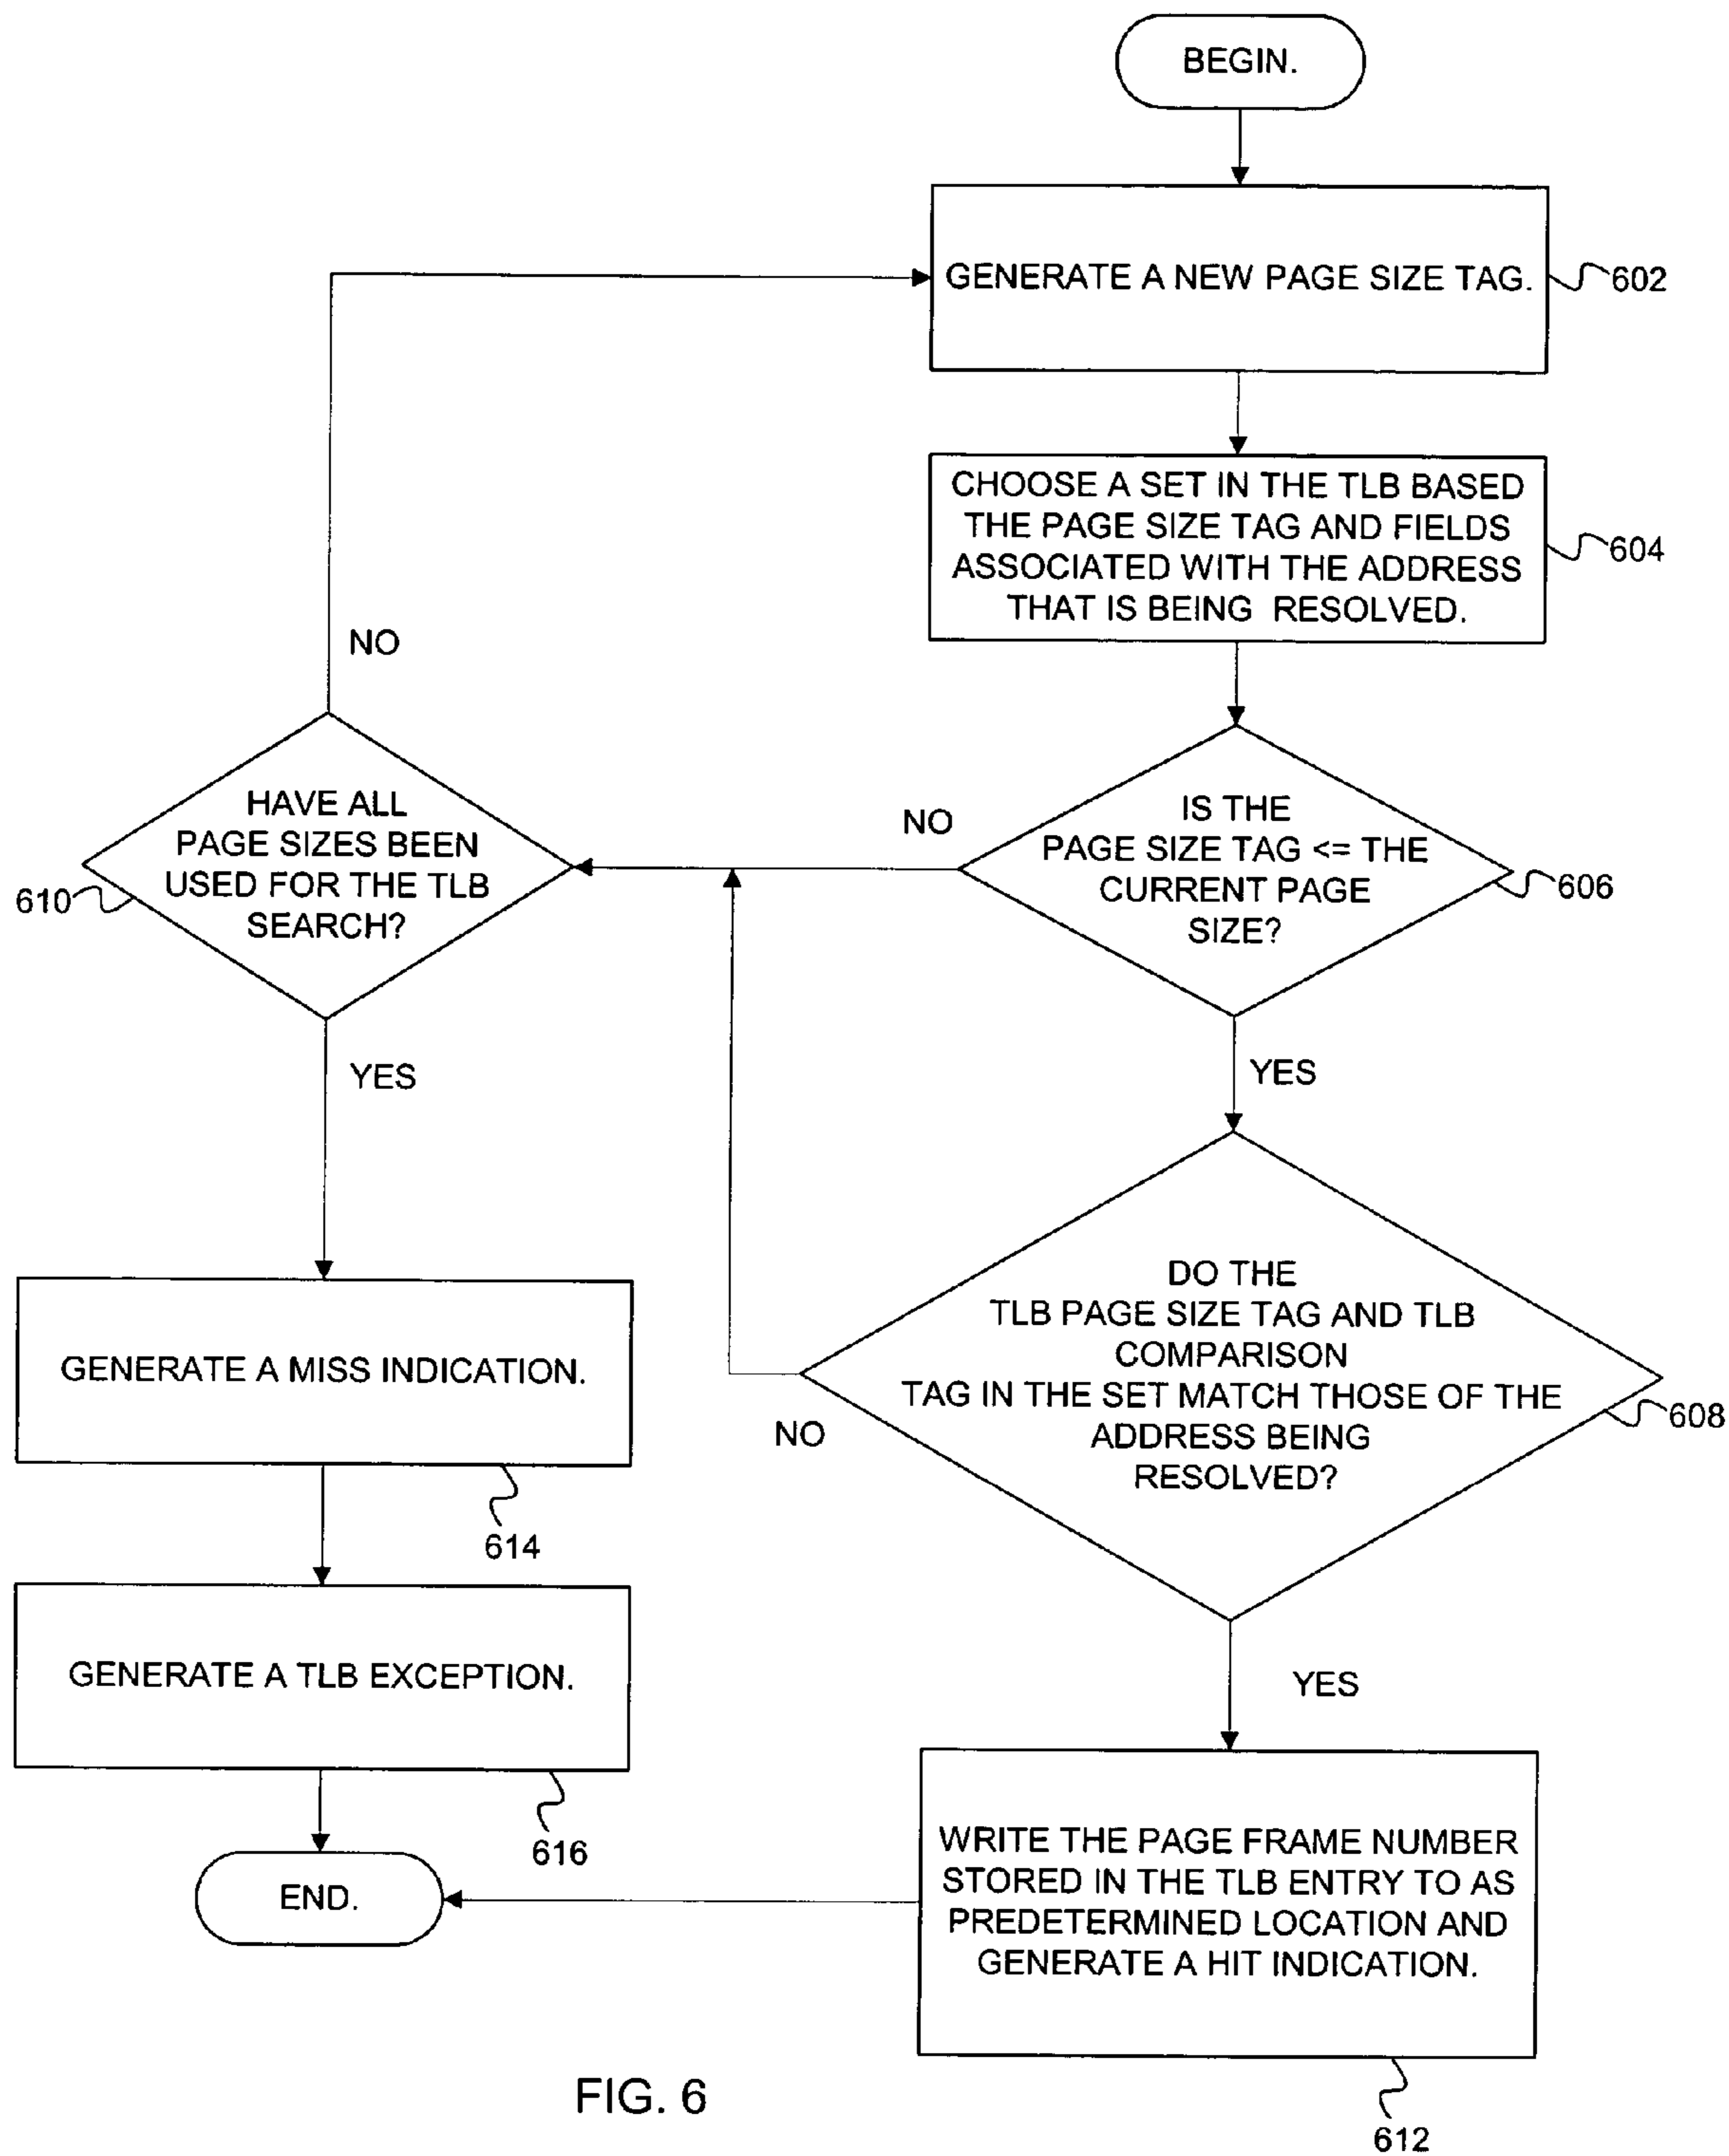 BEGIN.
GENERATE A NEW PAGE SIZE TAG.
602
CHOOSE A SET IN THE TLB BASED
THE PAGE SIZE TAG AND FIELDS
ASSOCIATED WITH THE ADDRESS
THAT IS BEING RESOLVED.
604
NO
HAVE ALL
PAGE SIZES BEEN
USED FOR THE TLB
SEARCH?
610
NO
IS THE
PAGE SIZE TAG <= THE
CURRENT PAGE
SIZE?
606
YES
YES
DO THE
TLB PAGE SIZE TAG AND TLB
COMPARISON
TAG IN THE SET MATCH THOSE OF THE
ADDRESS BEING
RESOLVED?
608
NO
GENERATE A MISS INDICATION.
614
GENERATE A TLB EXCEPTION.
616
YES
WRITE THE PAGE FRAME NUMBER
STORED IN THE TLB ENTRY TO AS
PREDETERMINED LOCATION AND
GENERATE A HIT INDICATION.
612
END.
FIG. 6